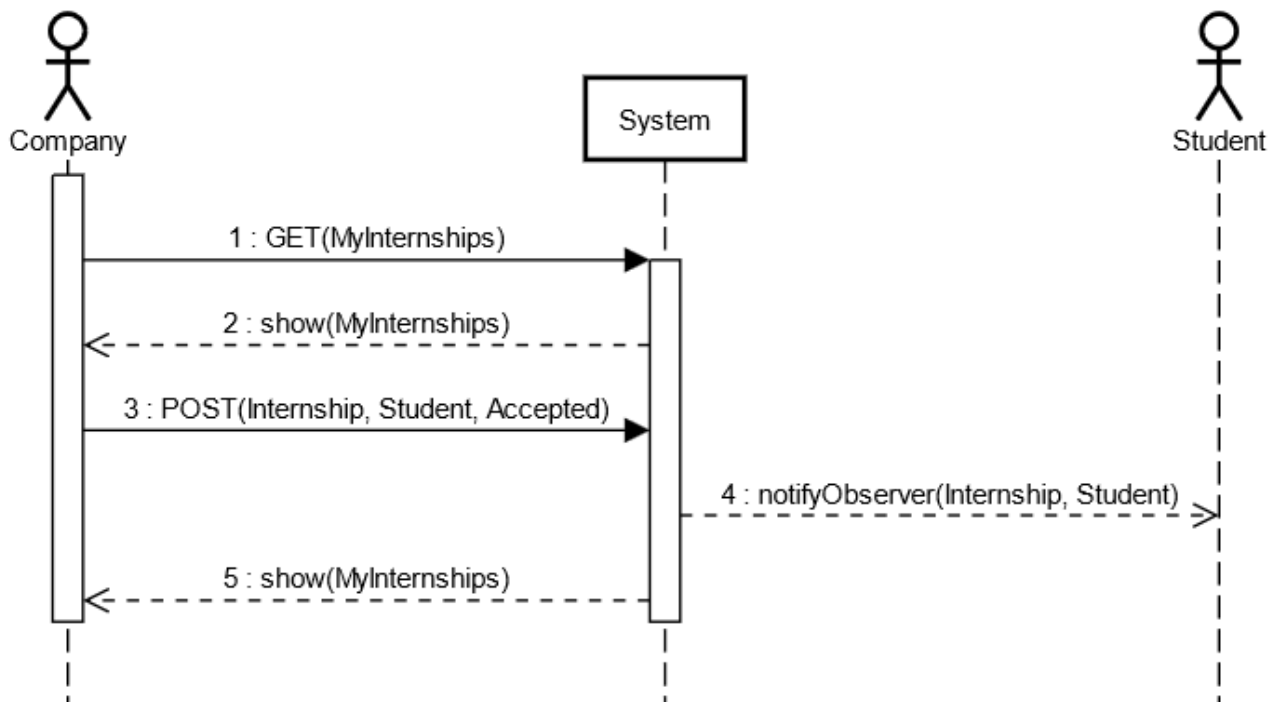 Company
System
Student
1 : GET(MyInternships)
2 : show(MyInternships)
3 : POST(Internship, Student, Accepted)
4 : notifyObserver(Internship, Student)
5 : show(MyInternships)